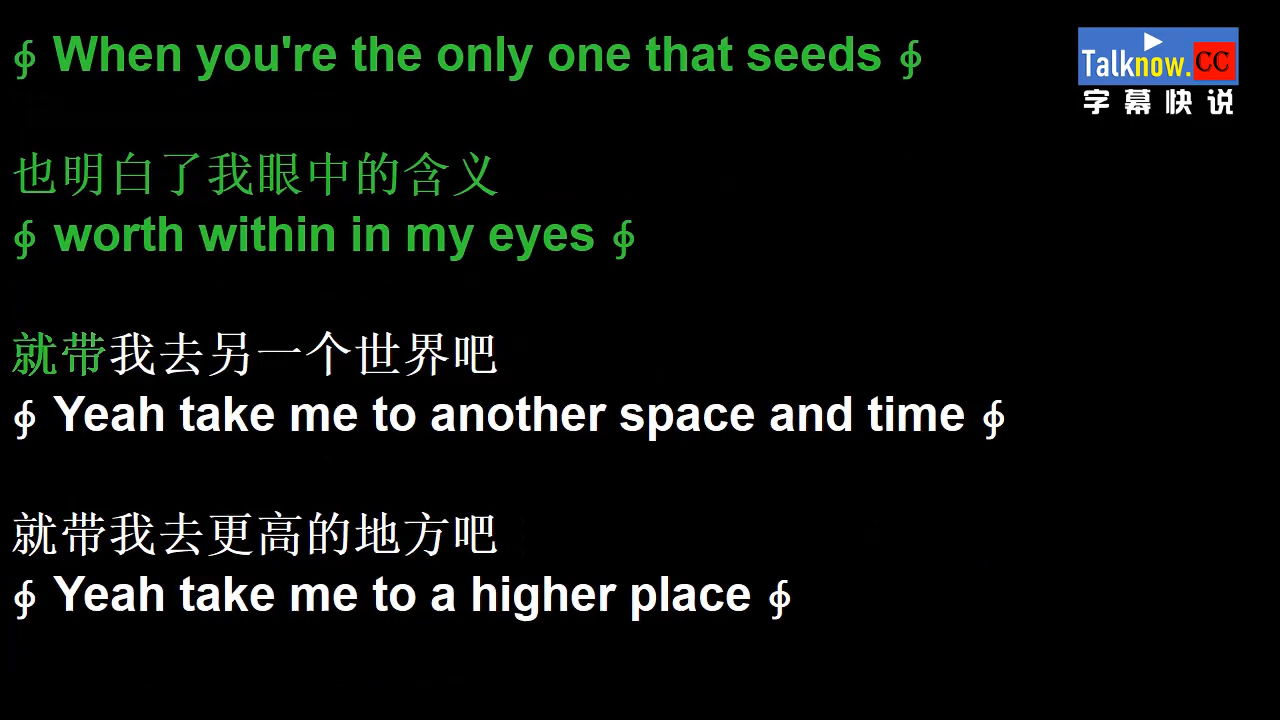 ∮ When you're the only one that seeds ∮
Talknow.CC
字幕快说
也明白了我眼中的含义
∮ worth within in my eyes ∮
就带我去另一个世界吧
∮ Yeah take me to another space and time ∮
就带我去更高的地方吧
∮ Yeah take me to a higher place ∮